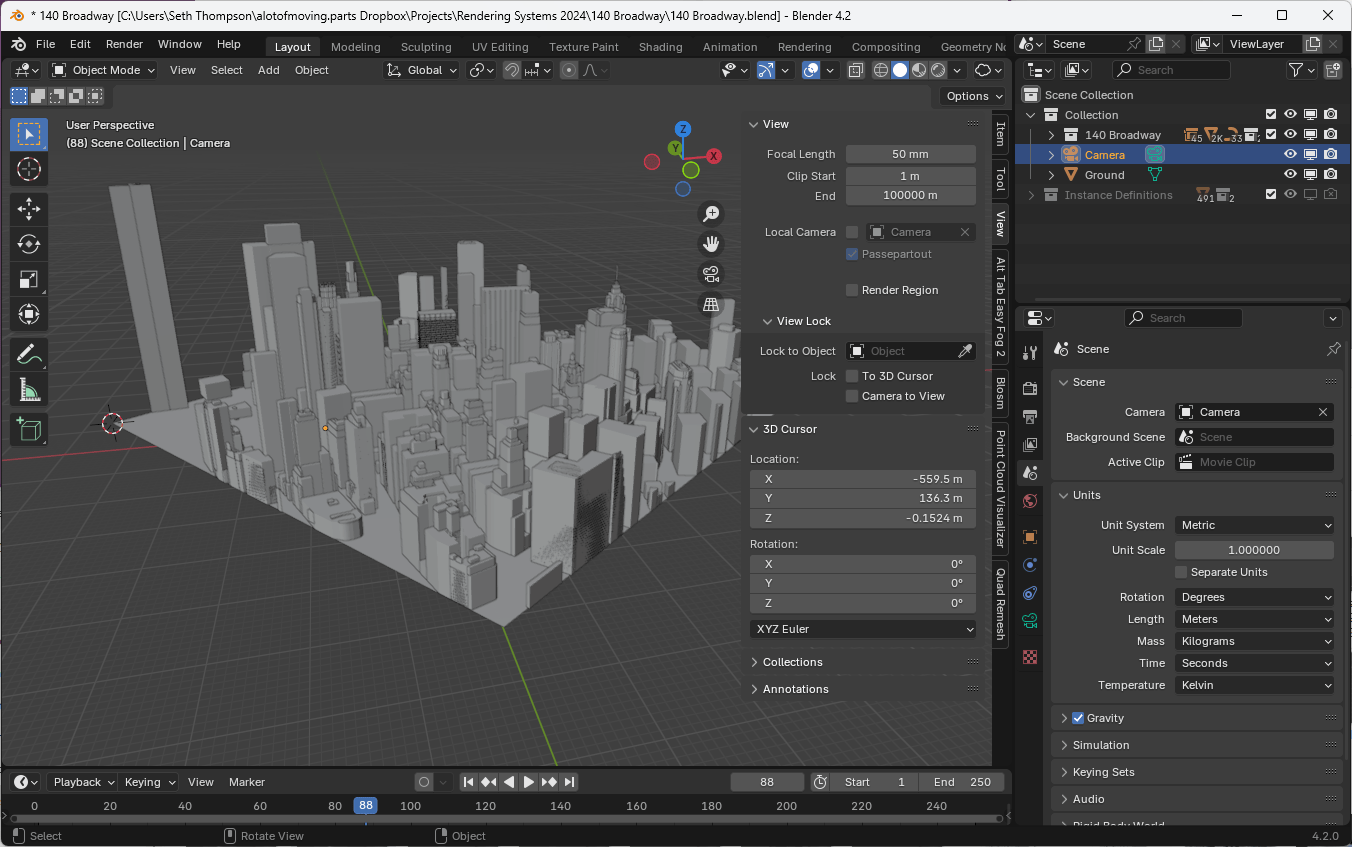 * 140 Broadway [C:\Users\Seth Thompson\alotofmoving.parts Dropbox\Projects\Rendering Systems 2024\140 Broadway\140 Broadway.blend] - Blender 4.2
File Edit Render Window Help Layout Modeling Sculpting UV Editing Texture Paint Shading Animation Rendering Compositing Geometry No Scene ViewLayer
Object Mode View Select Add Object Global
Options
User Perspective
(88) Scene Collection | Camera
Z
Y
X
View
Focal Length 50 mm
Clip Start 1 m
End 100000 m
Local Camera Camera
Passepartout
Render Region
View Lock
Lock to Object Object
Lock To 3D Cursor
Camera to View
3D Cursor
Location:
X -559.5 m
Y 136.3 m
Z -0.1524 m
Rotation:
X 0°
Y 0°
Z 0°
XYZ Euler
Collections
Annotations
Item
Tool
View
Alt Tab Easy Fog 2
Blosm
Point Cloud Visualizer
Quad Remesh
Search
Scene Collection
Collection
140 Broadway 45 2K 33 2
Camera
Ground
Instance Definitions 491 2
Search
Scene
Scene
Camera Camera
Background Scene Scene
Active Clip Movie Clip
Units
Unit System Metric
Unit Scale 1.000000
Separate Units
Rotation Degrees
Length Meters
Mass Kilograms
Time Seconds
Temperature Kelvin
Gravity
Simulation
Keying Sets
Audio
Rigid Body World
Playback Keying View Marker 88 Start 1 End 250
0 20 40 60 80 88 100 120 140 160 180 200 220 240
Select Rotate View Object 4.2.0